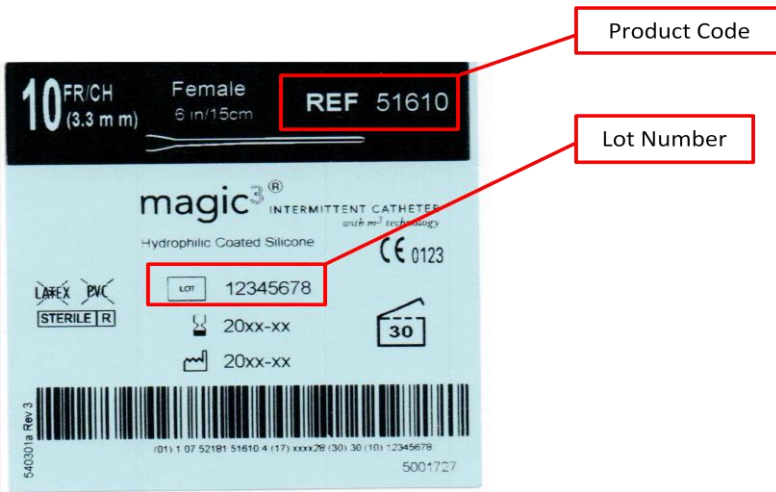 Product Code
10 FR/CH (3.3 m m) Female 6 in/15cm REF 51610
Lot Number
magic3® INTERMITTENT CATHETER
with m3 technology
Hydrophilic Coated Silicone
CE 0123
LATEX PVC
LOT 12345678
STERILE R
20xx-xx
30
20xx-xx
540301a Rev 3
(01) 1 07 52181 51610 4 (17) xxxx28 (30) 30 (10) 12345678
5001727